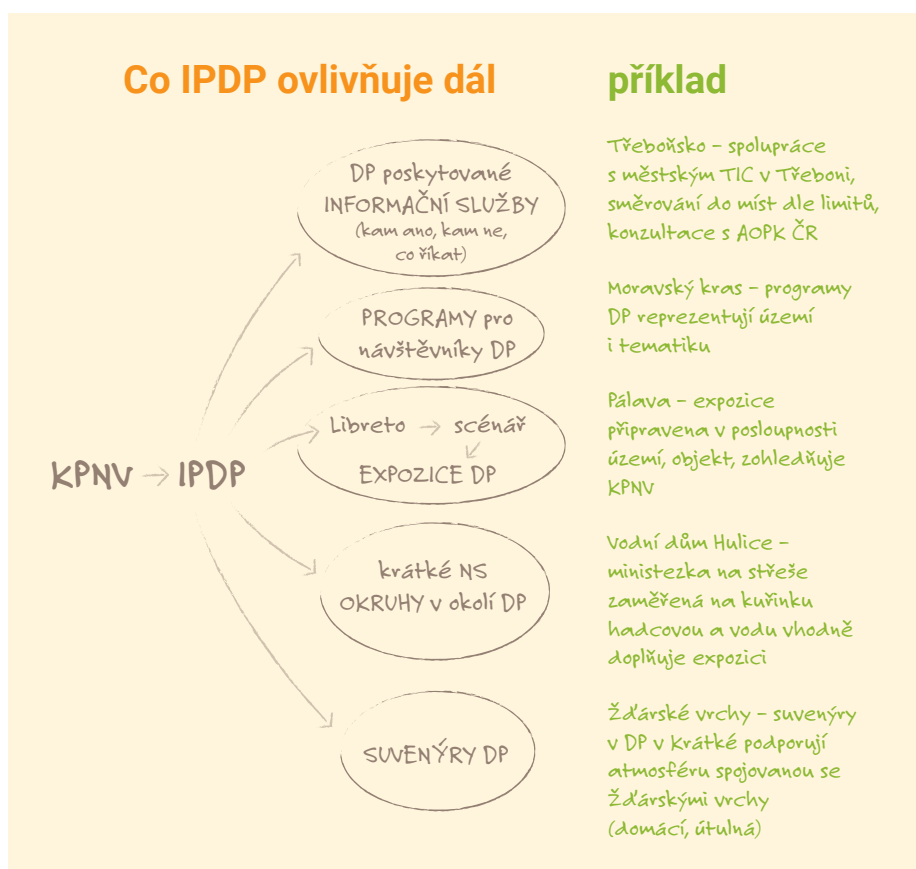 Co IPDP ovlivňuje dál
příklad
DP poskytované
INFORMAČNÍ SLUŽBY
(kam ano, kam ne,
co říkat)
Třeboňsko – spolupráce
s městským TIC v Třeboni,
směrování do míst dle limitů,
konzultace s AOPK ČR
PROGRAMY pro
návštěvníky DP
Moravský kras – programy
DP reprezentují území
i tematiku
Libreto → scénář
EXPOZICE DP
Pálava – expozice
připravena v posloupnosti
území, objekt, zohledňuje
KPNV
KPNV → IPDP
krátké NS
OKRUHY v okolí DP
Vodní dům Hulice –
ministezka na střeše
zaměřená na kuřinku
hadcovou a vodu vhodně
doplňuje expozici
SUVENÝRY DP
Žďárské vrchy – suvenýry
v DP v Krátké podporují
atmosféru spojovanou se
Žďárskými vrchy
(domácí, útulná)